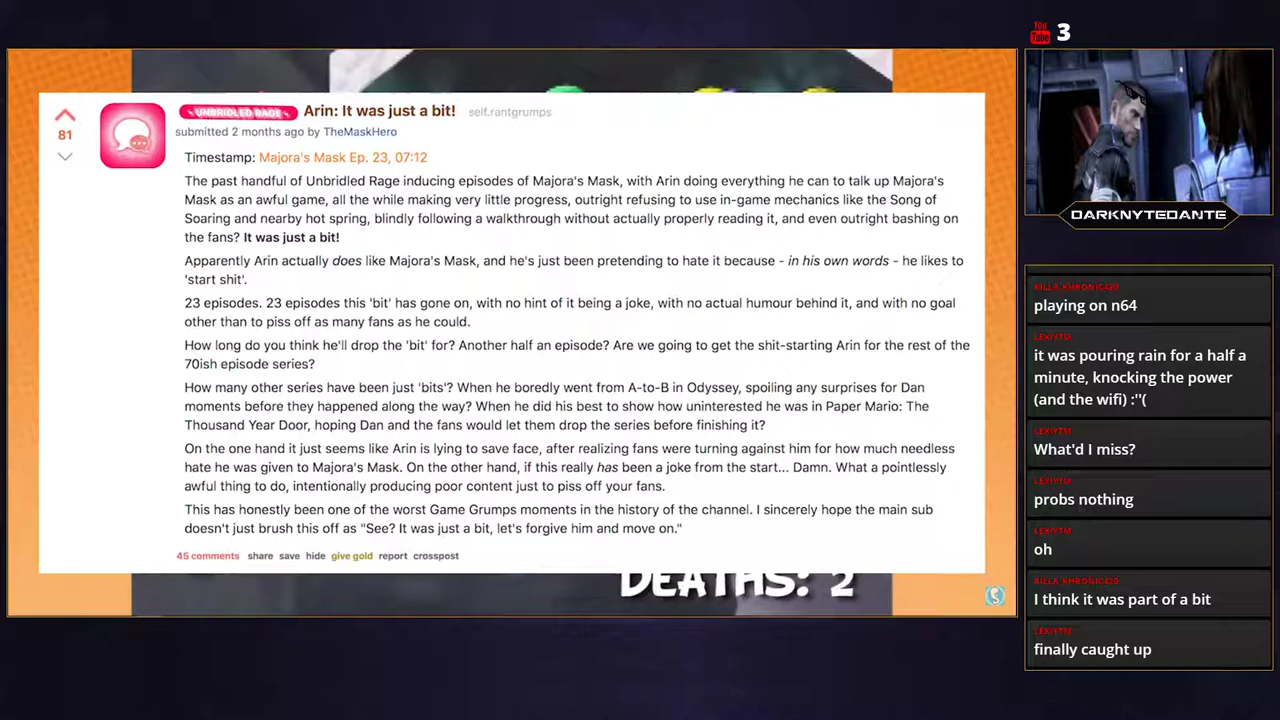 You
Tube
3
UNBRIDLED RAGE
Arin: It was just a bit!
self.rantgrumps
81
submitted 2 months ago by TheMaskHero
Timestamp: Majora's Mask Ep. 23, 07:12
The past handful of Unbridled Rage inducing episodes of Majora's Mask, with Arin doing everything he can to talk up Majora's
Mask as an awful game, all the while making very little progress, outright refusing to use in-game mechanics like the Song of
Soaring and nearby hot spring, blindly following a walkthrough without actually properly reading it, and even outright bashing on
the fans? It was just a bit!
Apparently Arin actually does like Majora's Mask, and he's just been pretending to hate it because - in his own words - he likes to
'start shit'.
23 episodes. 23 episodes this 'bit' has gone on, with no hint of it being a joke, with no actual humour behind it, and with no goal
other than to piss off as many fans as he could.
How long do you think he'll drop the 'bit' for? Another half an episode? Are we going to get the shit-starting Arin for the rest of the
70ish episode series?
How many other series have been just 'bits'? When he boredly went from A-to-B in Odyssey, spoiling any surprises for Dan
moments before they happened along the way? When he did his best to show how uninterested he was in Paper Mario: The
Thousand Year Door, hoping Dan and the fans would let them drop the series before finishing it?
On the one hand it just seems like Arin is lying to save face, after realizing fans were turning against him for how much needless
hate he was given to Majora's Mask. On the other hand, if this really has been a joke from the start... Damn. What a pointlessly
awful thing to do, intentionally producing poor content just to piss off your fans.
This has honestly been one of the worst Game Grumps moments in the history of the channel. I sincerely hope the main sub
doesn't just brush this off as "See? It was just a bit, let's forgive him and move on."
45 comments share save hide give gold report crosspost
DEATHS: 2
DARKNYTEDANTE
KILLA_KHRONIC420
playing on n64
LEXIYTM
it was pouring rain for a half a
minute, knocking the power
(and the wifi) :''(
LEXIYTM
What'd I miss?
LEXIYTM
probs nothing
LEXIYTM
oh
KILLA_KHRONIC420
I think it was part of a bit
LEXIYTM
finally caught up